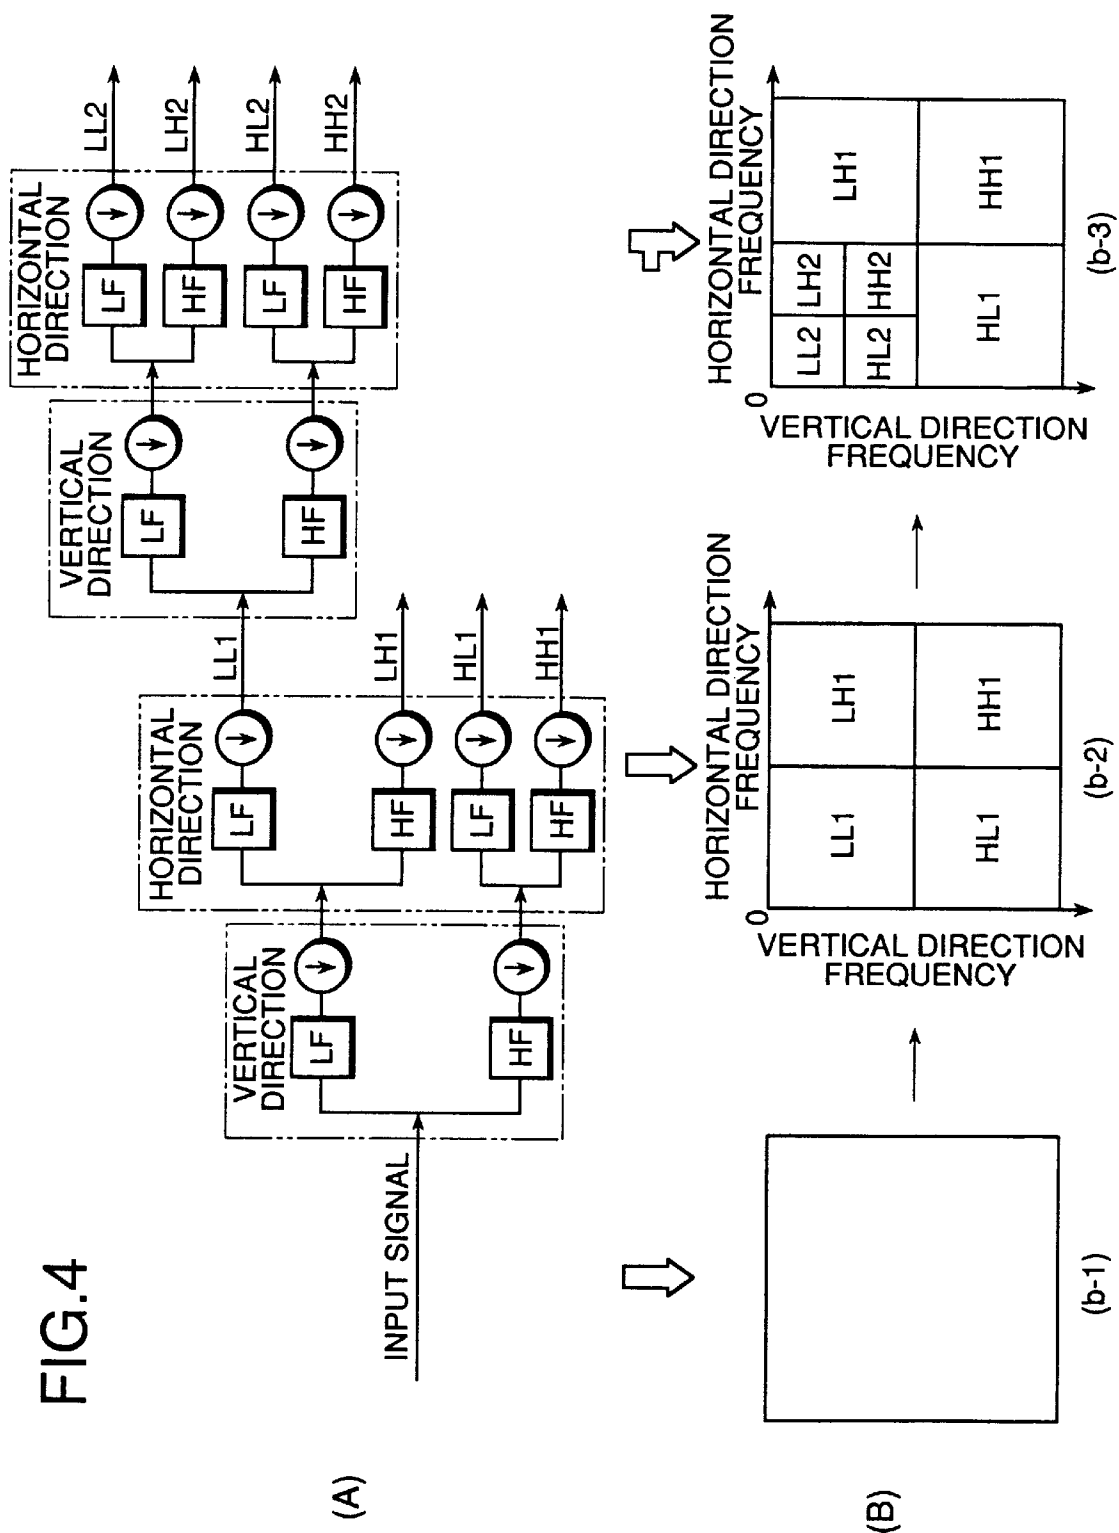 FIG.4
(A)
INPUT SIGNAL
VERTICAL
DIRECTION
LF
HF
HORIZONTAL
DIRECTION
LF
HF
LF
HF
LL1
LH1
HL1
HH1
VERTICAL
DIRECTION
LF
HF
HORIZONTAL
DIRECTION
LF
HF
LF
HF
LL2
LH2
HL2
HH2
(B)
(b-1)
HORIZONTAL DIRECTION
FREQUENCY
0
VERTICAL DIRECTION
FREQUENCY
LL1
LH1
HL1
HH1
(b-2)
HORIZONTAL DIRECTION
FREQUENCY
0
VERTICAL DIRECTION
FREQUENCY
LL2
LH2
HL2
HH2
LH1
HL1
HH1
(b-3)